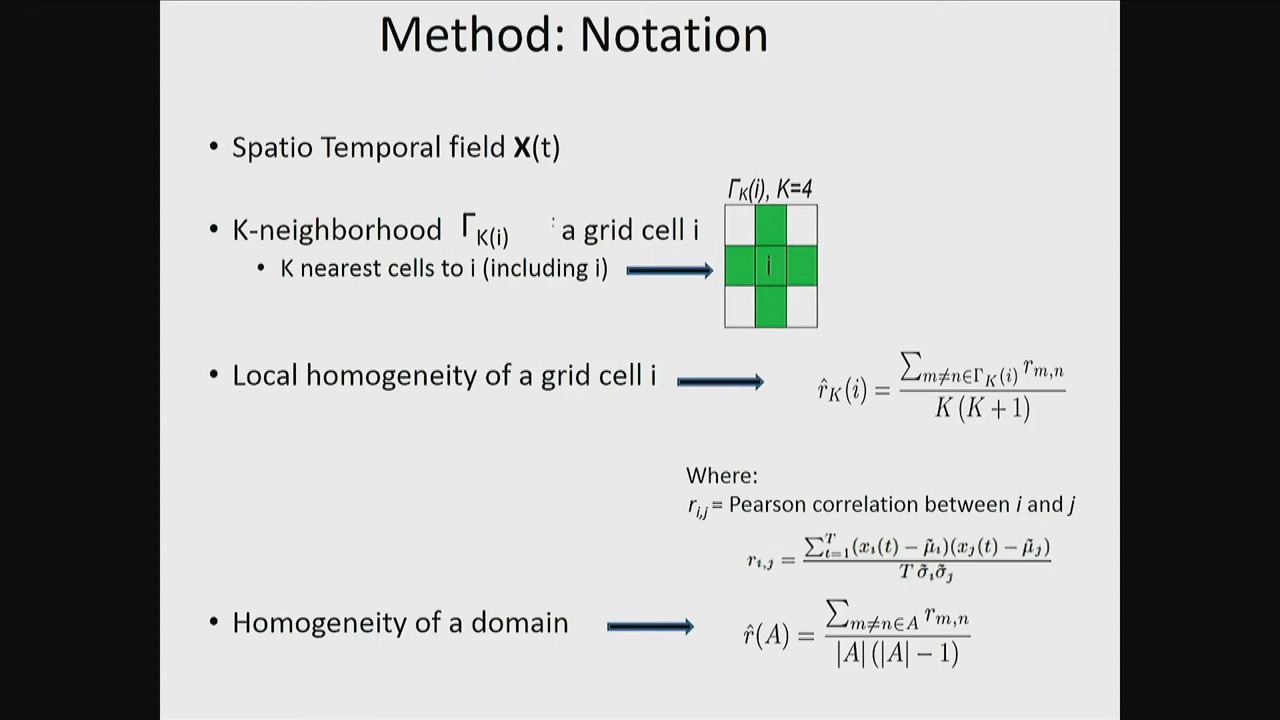 Method: Notation
• Spatio Temporal field X(t)
ΓK(i), K=4
• K-neighborhood ΓK(i) a grid cell i
• K nearest cells to i (including i)
i
• Local homogeneity of a grid cell i
r̂_K(i) = ∑_{m≠n∈Γ_K(i)} r_{m,n} / K (K + 1)
Where:
r_{i,j} = Pearson correlation between i and j
r_{i,j} = ∑_{t=1}^{T} (x_i(t) − μ̃_i)(x_j(t) − μ̃_j) / T σ̃_i σ̃_j
• Homogeneity of a domain
r̂(A) = ∑_{m≠n∈A} r_{m,n} / |A| (|A| − 1)